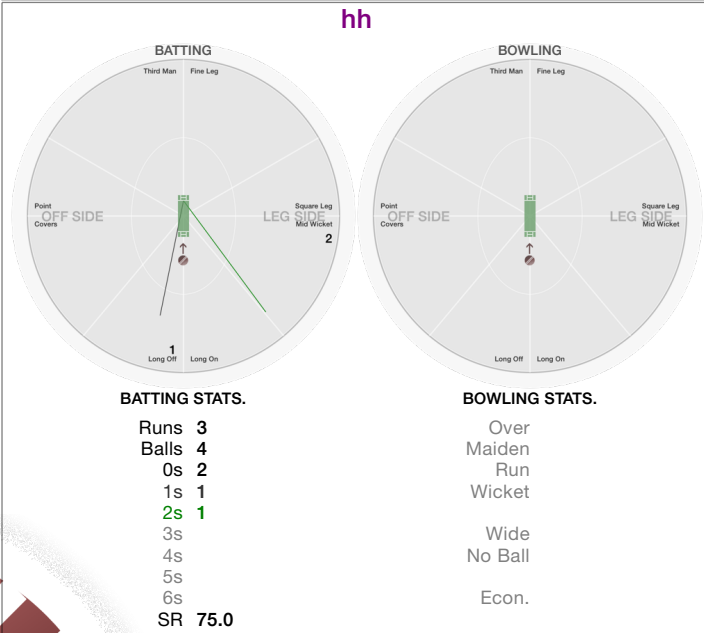 hh
BATTING
BOWLING
Third Man Fine Leg
Third Man Fine Leg
Point
OFF SIDE
Covers
Square Leg
LEG SIDE
Mid Wicket
2
Point
OFF SIDE
Covers
Square Leg
LEG SIDE
Mid Wicket
1
Long Off Long On
Long Off Long On
BATTING STATS.
Runs 3
Balls 4
0s 2
1s 1
2s 1
3s
4s
5s
6s
SR 75.0
BOWLING STATS.
Over
Maiden
Run
Wicket
Wide
No Ball
Econ.